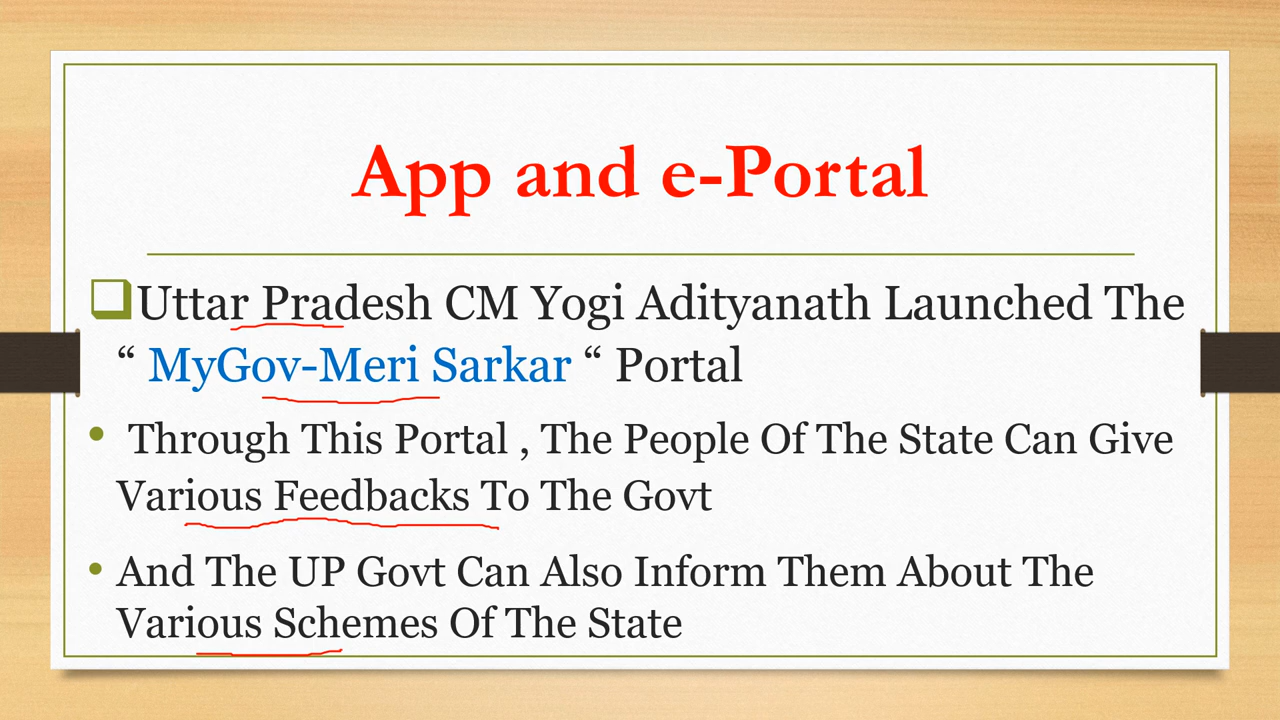 App and e-Portal
Uttar Pradesh CM Yogi Adityanath Launched The
“ MyGov-Meri Sarkar “ Portal
• Through This Portal , The People Of The State Can Give
Various Feedbacks To The Govt
• And The UP Govt Can Also Inform Them About The
Various Schemes Of The State